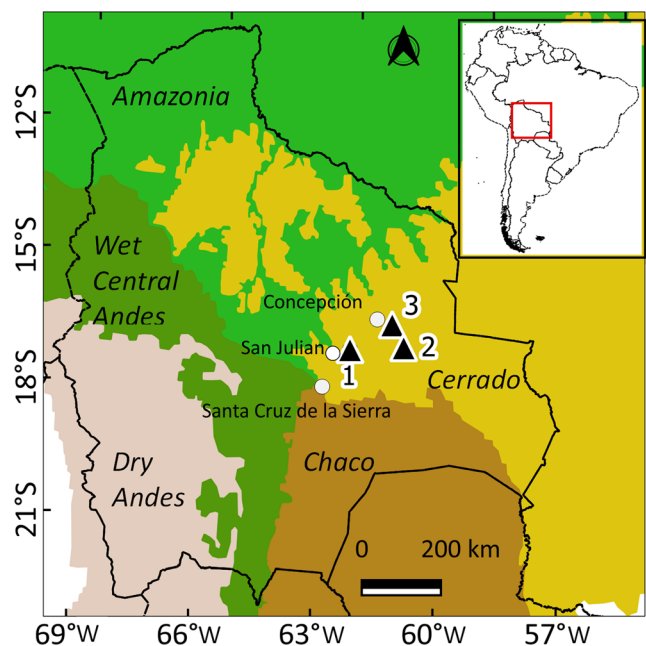 Amazonia
12°S
15°S
Wet
Central
Andes
Concepción
3
San Julian
2
1
18°S
Cerrado
Santa Cruz de la Sierra
Dry
Andes
Chaco
21°S
0 200 km
69°W 66°W 63°W 60°W 57°W